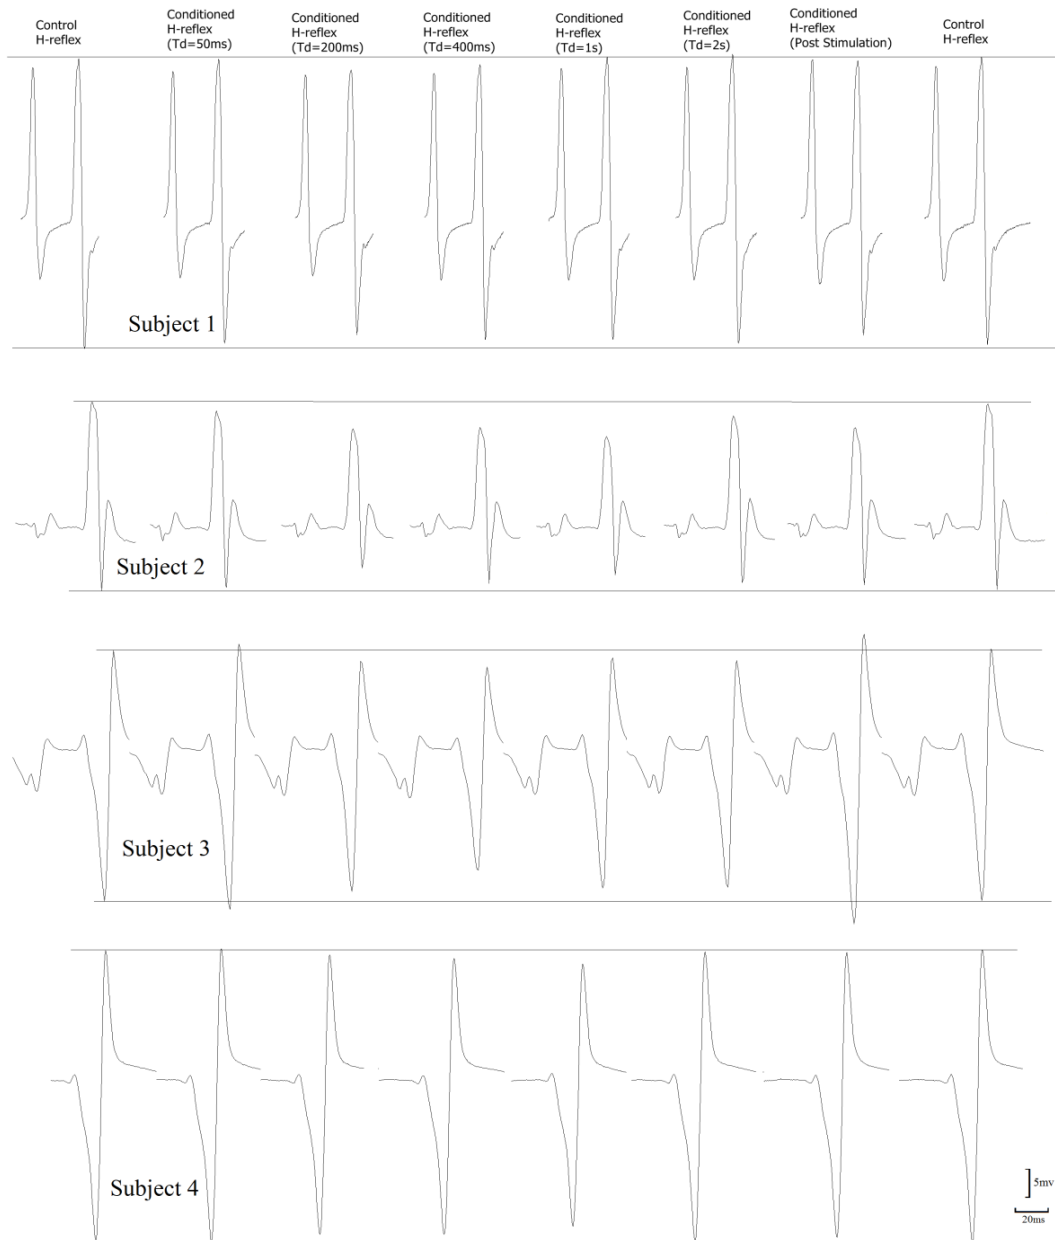 Control
H-reflex
Conditioned
H-reflex
(Td=50ms)
Conditioned
H-reflex
(Td=200ms)
Conditioned
H-reflex
(Td=400ms)
Conditioned
H-reflex
(Td=1s)
Conditioned
H-reflex
(Td=2s)
Conditioned
H-reflex
(Post Stimulation)
Control
H-reflex
Subject 1
Subject 2
Subject 3
Subject 4
5mv
20ms